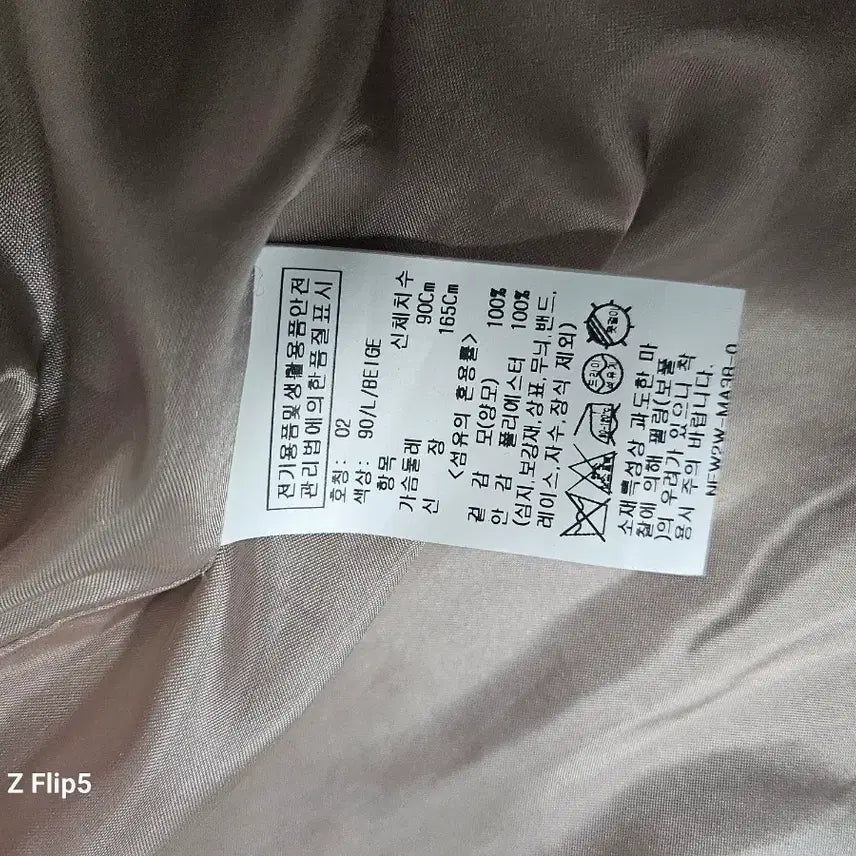 전기용품및생활용품안전
관리법에의한품질표시
호칭: 02
색상: 90/L/BEIGE
항목 신체치수
가슴둘레 90Cm
신 장 165Cm
<섬유의 혼용률>
겉 감 모(양모) 100%
안 감 폴리에스터 100%
(심지,보강재,상표,무늬,밴드,
레이스,자수,장식 제외)
드라이
석유계
소재특성상 과도한 마
찰에 의해 필링(보풀
)의 우려가 있으니 착
용시 주의 바랍니다.
Z Flip5